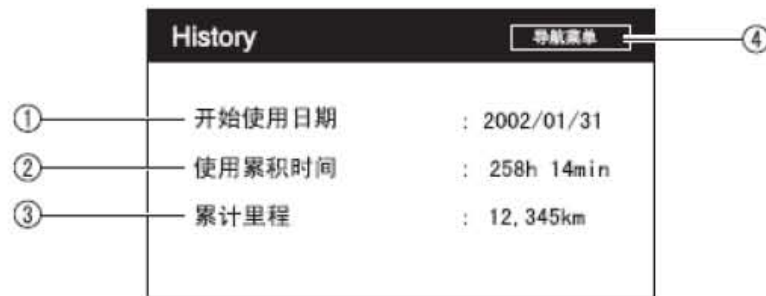 History 导航菜单 ④
① 开始使用日期 : 2002/01/31
② 使用累积时间 : 258h 14min
③ 累计里程 : 12,345km